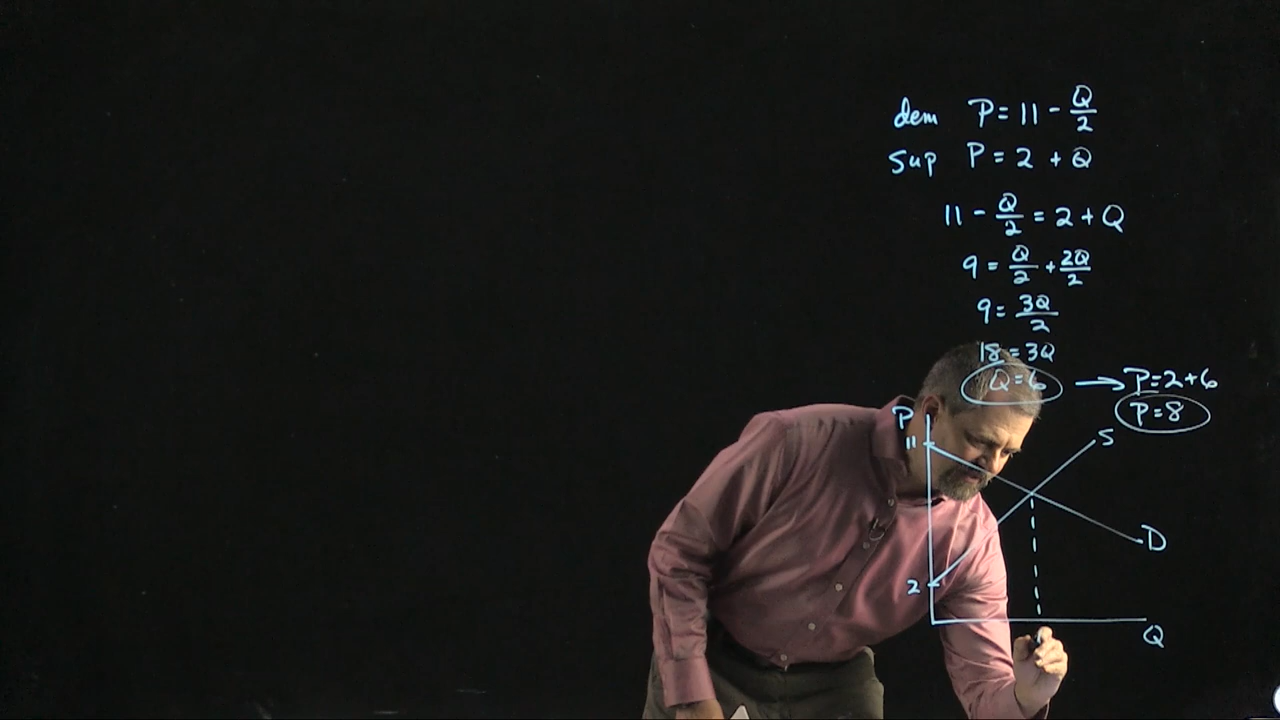 dem P = 11 - Q/2
sup P = 2 + Q
11 - Q/2 = 2 + Q
9 = Q/2 + 2Q/2
9 = 3Q/2
18 = 3Q
Q = 6 → P = 2 + 6
P = 8
P
11
S
D
2
Q